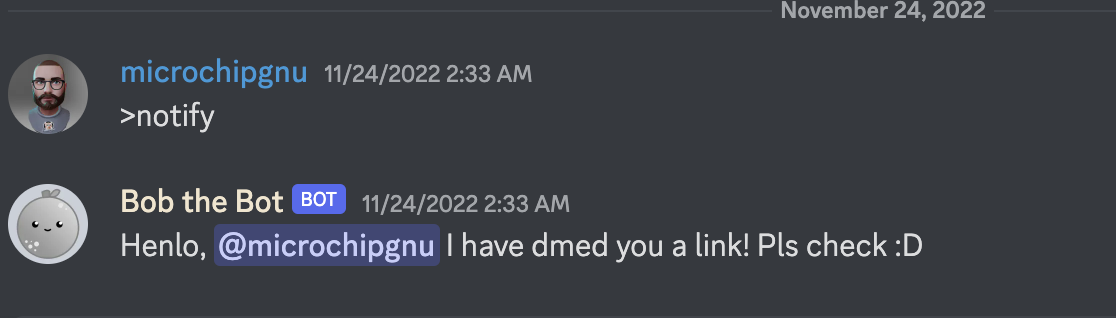 November 24, 2022
microchipgnu 11/24/2022 2:33 AM
>notify
Bob the Bot BOT 11/24/2022 2:33 AM
Henlo, @microchipgnu I have dmed you a link! Pls check :D